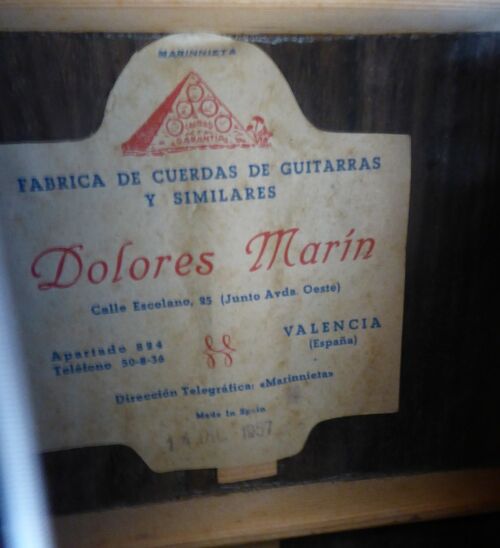 MARINNIETA
GARANTIA
FABRICA DE CUERDAS DE GUITARRAS
Y SIMILARES
Dolores Marín
Calle Escolano, 25 (Junto Avda. Oeste)
Apartado 894
Teléfono 50-8-36
VALENCIA
(España)
Dirección Telegráfica: «Marinnieta»
Made in Spain
1957